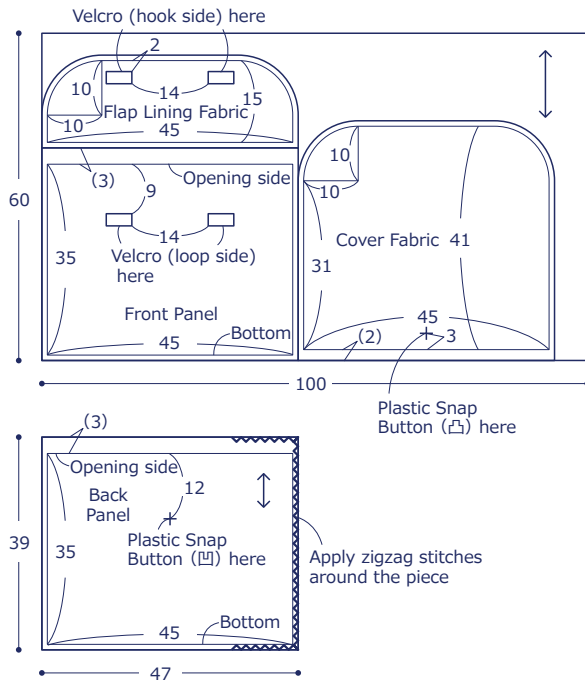 Velcro (hook side) here
2
10
14
15
Flap Lining Fabric
10
45
(3)
9
Opening side
60
10
10
14
Cover Fabric
41
35
Velcro (loop side)
here
31
Front Panel
45
Bottom
45
(2)
3
100
Plastic Snap
Button (凸) here
(3)
Opening side
12
Back
Panel
39
35
Plastic Snap
Button (凹) here
Apply zigzag stitches
around the piece
Bottom
45
47